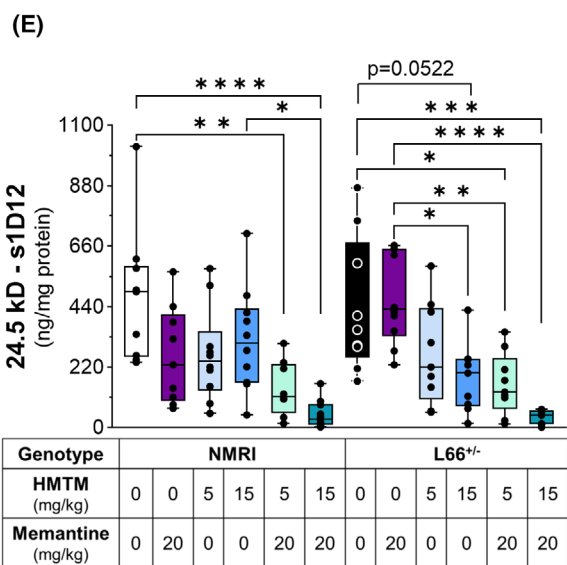 (E)
p=0.0522
* * * *
* * *
*
* *
* * * *
*
* *
*
24.5 kD - s1D12
(ng/mg protein)
1100
880
660
440
220
0
Genotype NMRI L66+/-
HMTM
(mg/kg) 0 0 5 15 5 15 0 0 5 15 5 15
Memantine
(mg/kg) 0 20 0 0 20 20 0 20 0 0 20 20